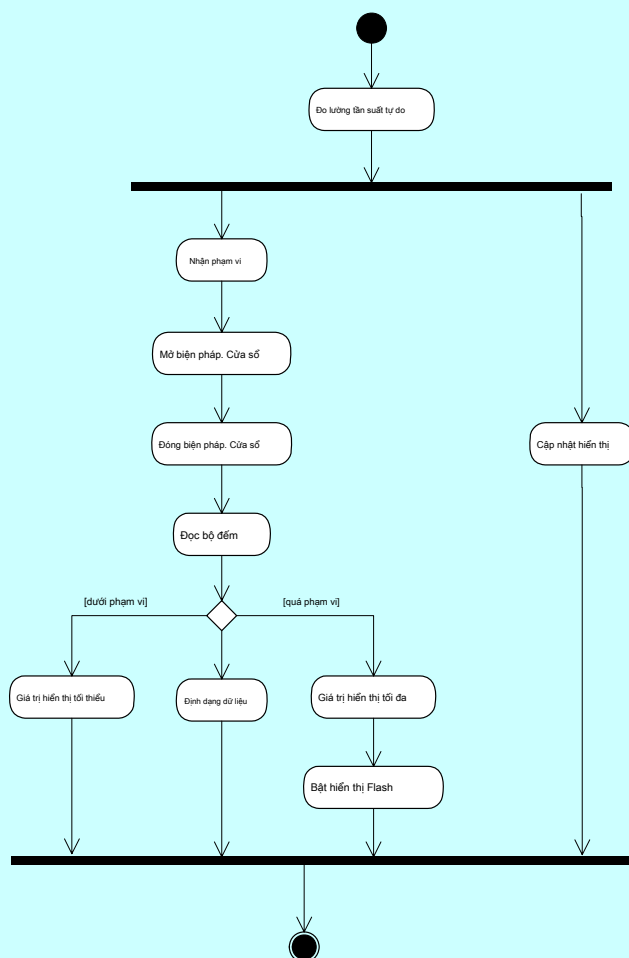 Đo lường tần suất tự do
Nhận phạm vi
Mở biện pháp. Cửa sổ
Đóng biện pháp. Cửa sổ
Cập nhật hiển thị
Đọc bộ đếm
[dưới phạm vi]
[quá phạm vi]
Giá trị hiển thị tối thiểu
Định dạng dữ liệu
Giá trị hiển thị tối đa
Bật hiển thị Flash